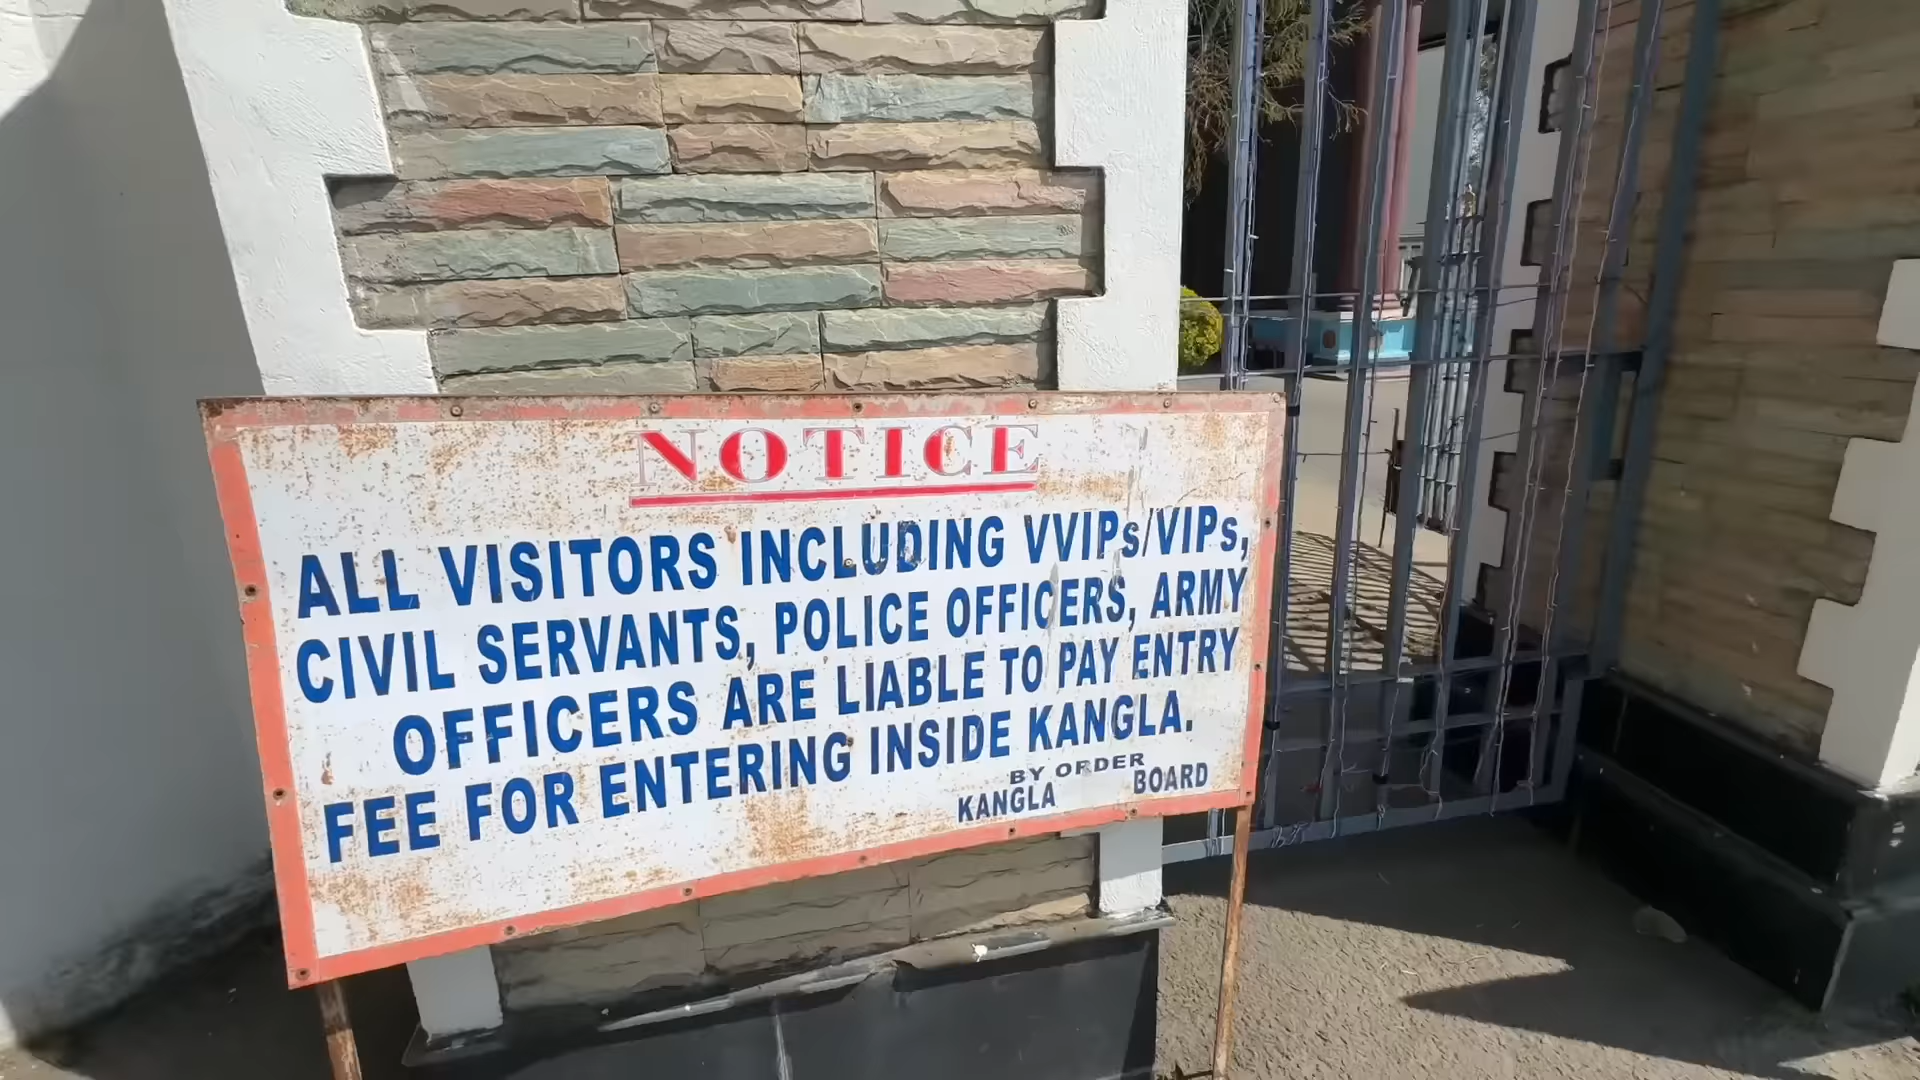 NOTICE
ALL VISITORS INCLUDING VVIPs/VIPs,
CIVIL SERVANTS, POLICE OFFICERS, ARMY
OFFICERS ARE LIABLE TO PAY ENTRY
FEE FOR ENTERING INSIDE KANGLA.
BY ORDER
KANGLA BOARD